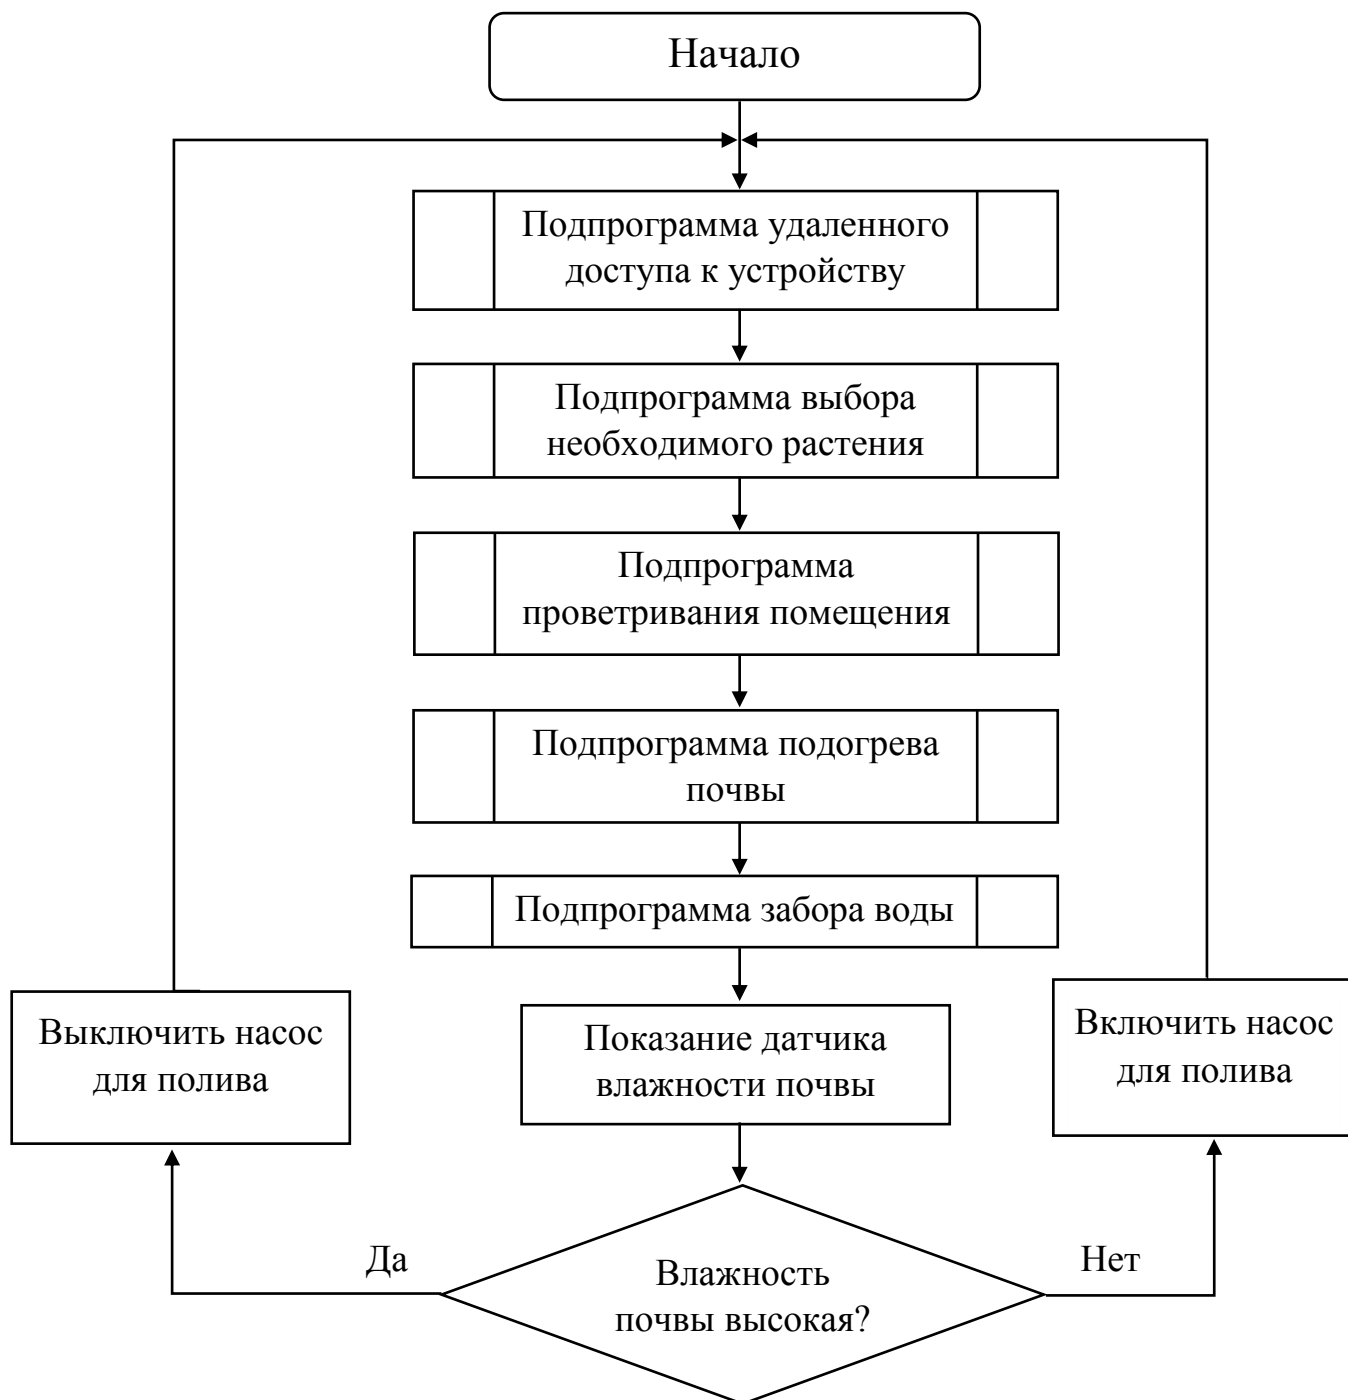 Начало
Подпрограмма удаленного
доступа к устройству
Подпрограмма выбора
необходимого растения
Подпрограмма
проветривания помещения
Подпрограмма подогрева
почвы
Подпрограмма забора воды
Выключить насос
для полива
Показание датчика
влажности почвы
Включить насос
для полива
Да
Влажность
почвы высокая?
Нет